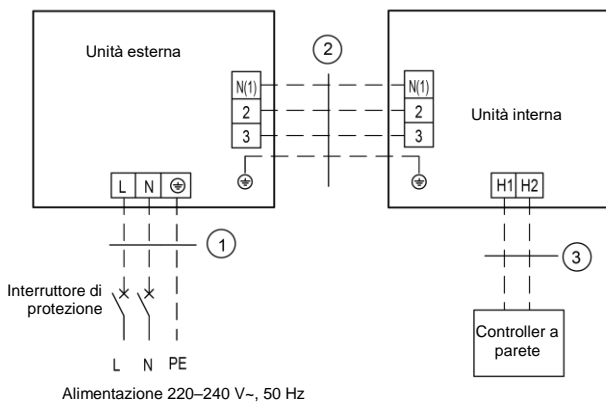 Unità esterna
N(1)
2
3
L N
1
2
N(1)
2
3
Unità interna
H1 H2
3
Interruttore di
protezione
L N PE
Controller a
parete
Alimentazione 220–240 V~, 50 Hz